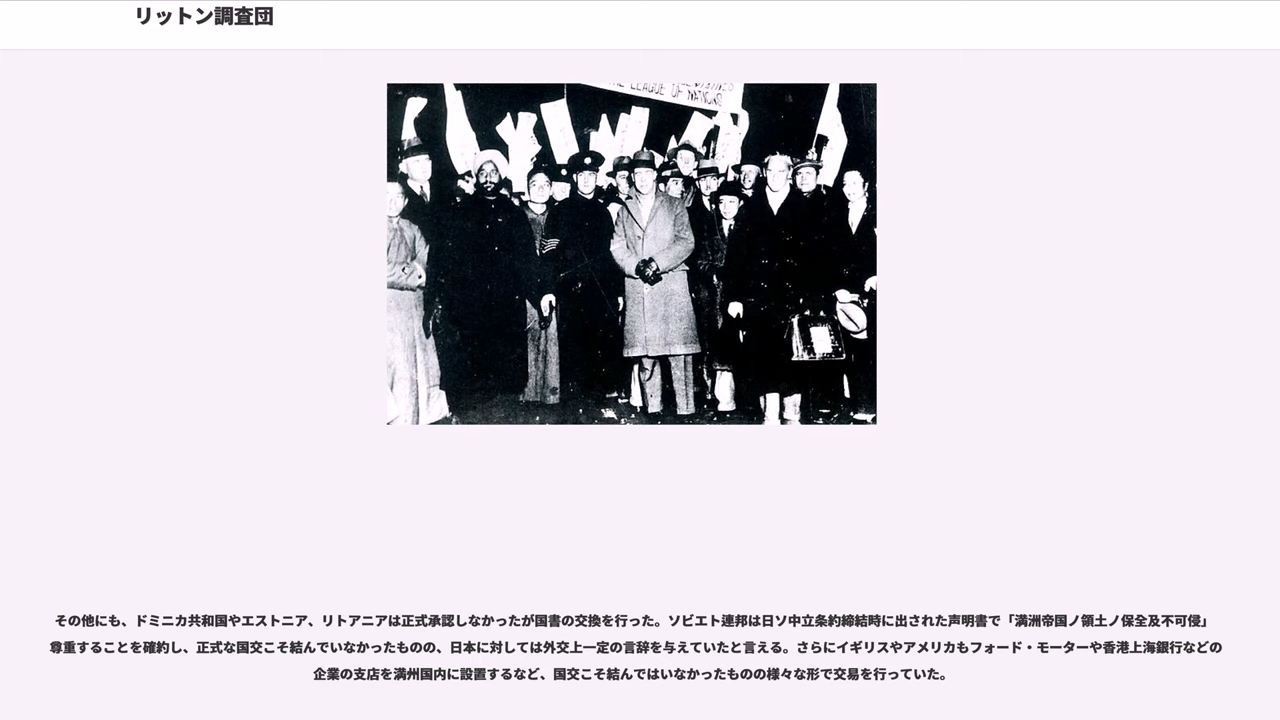 リットン調査団
LEAGUE OF NATIONS
その他にも、ドミニカ共和国やエストニア、リトアニアは正式承認しなかったが国書の交換を行った。ソビエト連邦は日ソ中立条約締結時に出された声明書で「満洲帝国ノ領土ノ保全及不可侵」
尊重することを確約し、正式な国交こそ結んでいなかったものの、日本に対しては外交上一定の言辞を与えていたと言える。さらにイギリスやアメリカもフォード・モーターや香港上海銀行などの
企業の支店を満州国内に設置するなど、国交こそ結んではいなかったものの様々な形で交易を行っていた。